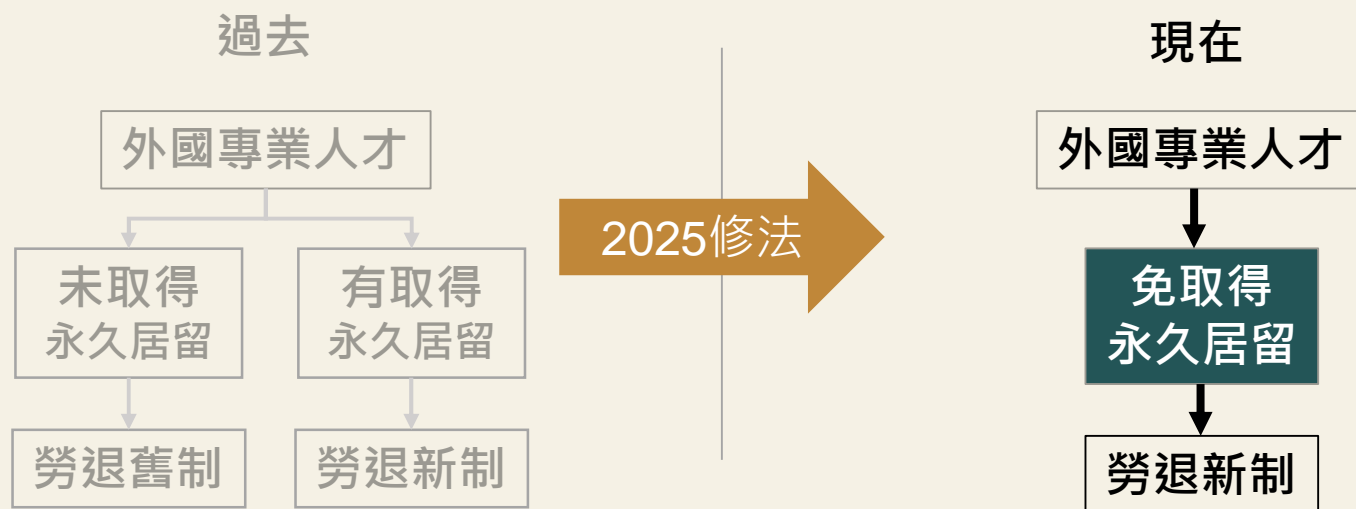 過去
外國專業人才
未取得
永久居留
有取得
永久居留
勞退舊制
勞退新制
2025修法
現在
外國專業人才
免取得
永久居留
勞退新制